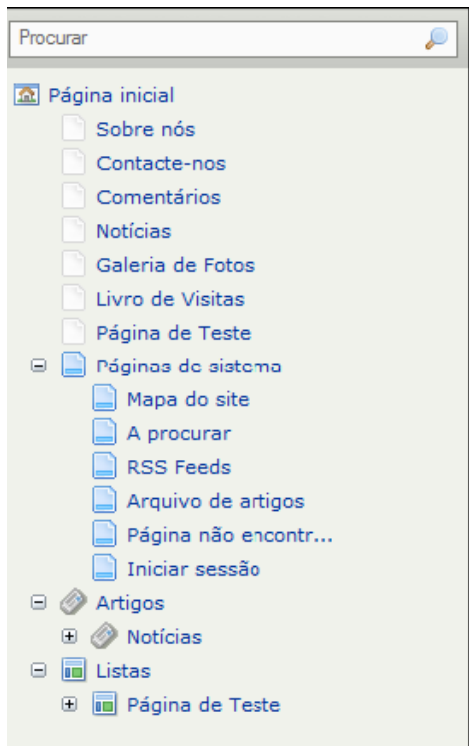 Procurar
Página inicial
Sobre nós
Contacte-nos
Comentários
Notícias
Galeria de Fotos
Livro de Visitas
Página de Teste
Páginas do sistema
Mapa do site
A procurar
RSS Feeds
Arquivo de artigos
Página não encontr...
Iniciar sessão
Artigos
Notícias
Listas
Página de Teste